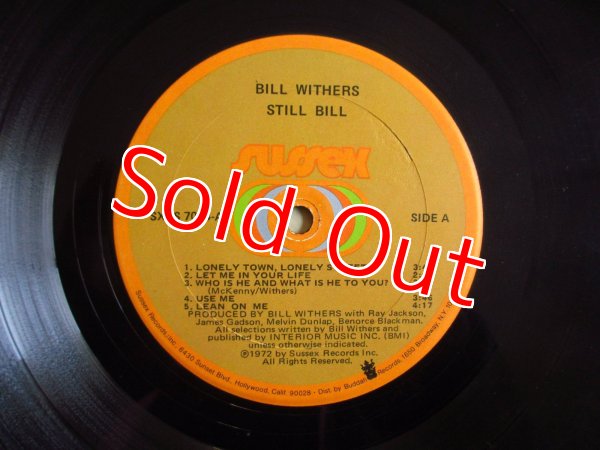 BILL WITHERS
STILL BILL
sussex
Sold Out
SIDE A
1. LONELY TOWN, LONELY
2. LET ME IN YOUR LIFE
3. WHO IS HE AND WHAT IS HE TO YOU?
(McKenny/Withers)
4. USE ME 3:46
5. LEAN ON ME 4:17
PRODUCED BY BILL WITHERS with Ray Jackson,
James Gadson, Melvin Dunlap, Benorce Blackman.
All selections written by Bill Withers and
published by INTERIOR MUSIC INC. (BMI)
unless otherwise indicated.
℗1972 by Sussex Records Inc.
All Rights Reserved.
Sussex Records, Inc., 6430 Sunset Blvd., Hollywood, Calif. 90028 - Dist. by Buddah Records, 1650 Broadway, N.Y.